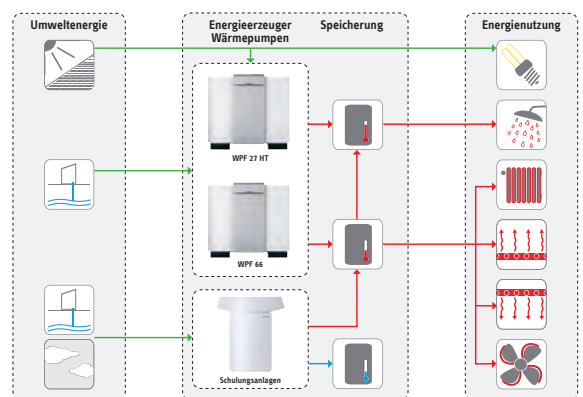 Umweltenergie
Energieerzeuger
Wärmepumpen
Speicherung
Energienutzung
WPF 27 HT
WPF 66
Schulungsanlagen